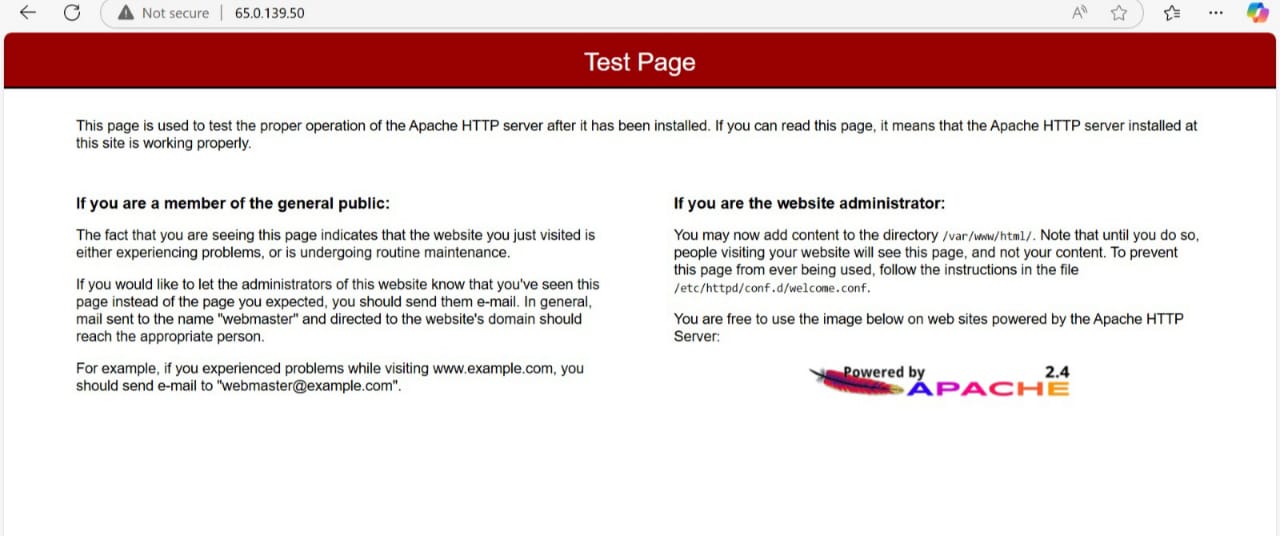 Not secure | 65.0.139.50
Test Page
This page is used to test the proper operation of the Apache HTTP server after it has been installed. If you can read this page, it means that the Apache HTTP server installed at
this site is working properly.
If you are a member of the general public:
The fact that you are seeing this page indicates that the website you just visited is
either experiencing problems, or is undergoing routine maintenance.
If you would like to let the administrators of this website know that you've seen this
page instead of the page you expected, you should send them e-mail. In general,
mail sent to the name "webmaster" and directed to the website's domain should
reach the appropriate person.
For example, if you experienced problems while visiting www.example.com, you
should send e-mail to "webmaster@example.com".
If you are the website administrator:
You may now add content to the directory /var/www/html/. Note that until you do so,
people visiting your website will see this page, and not your content. To prevent
this page from ever being used, follow the instructions in the file
/etc/httpd/conf.d/welcome.conf.
You are free to use the image below on web sites powered by the Apache HTTP
Server:
Powered by 2.4
APACHE